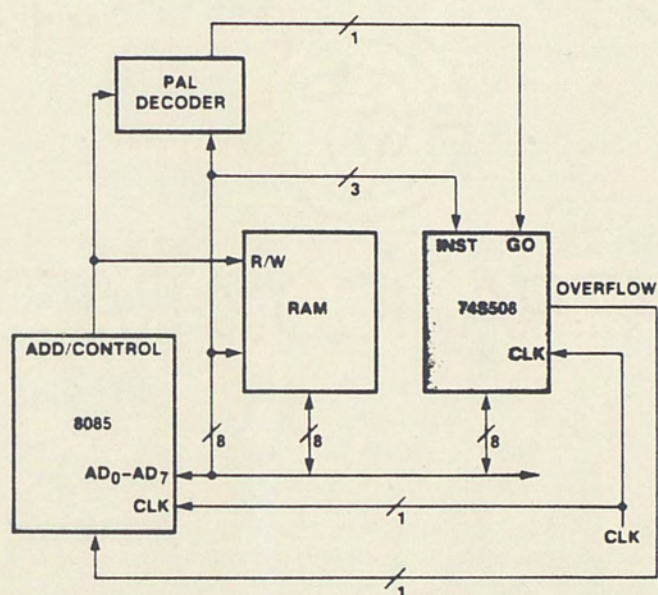 1
PAL
DECODER
3
INST GO
R/W
RAM
74S508
OVERFLOW
CLK
ADD/CONTROL
8085
8
8
8
AD0-AD7
CLK
1
CLK
1